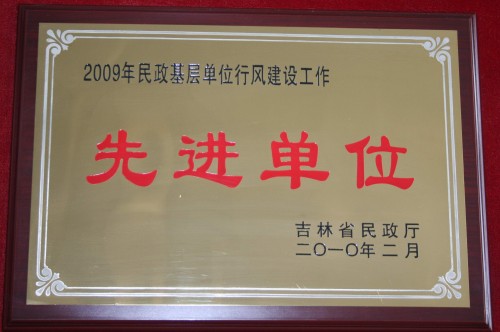 2009年民政基层单位行风建设工作
先进单位
吉林省民政厅
二〇一〇年二月